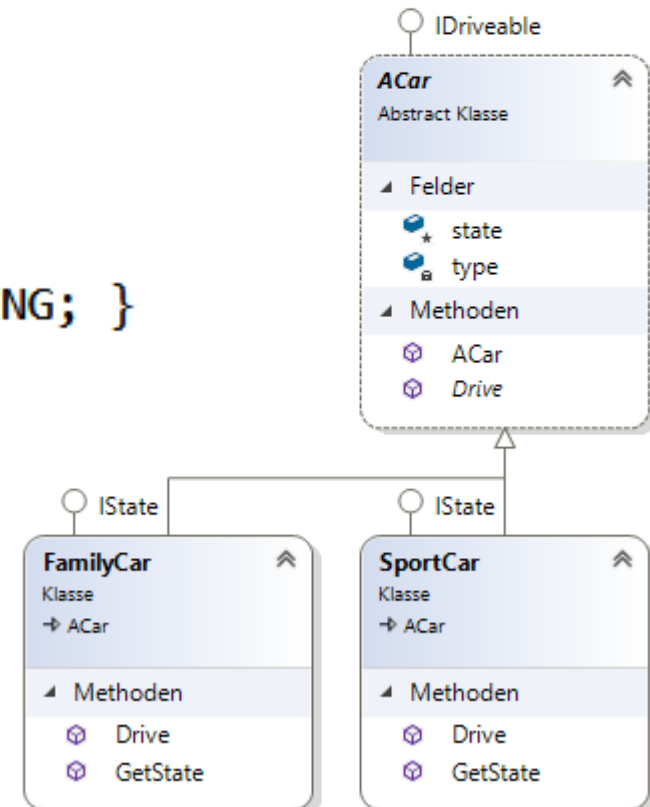 IDriveable
ACar
Abstract Klasse
Felder
state
type
NG; }
Methoden
ACar
Drive
IState
IState
FamilyCar
Klasse
ACar
Methoden
Drive
GetState
SportCar
Klasse
ACar
Methoden
Drive
GetState